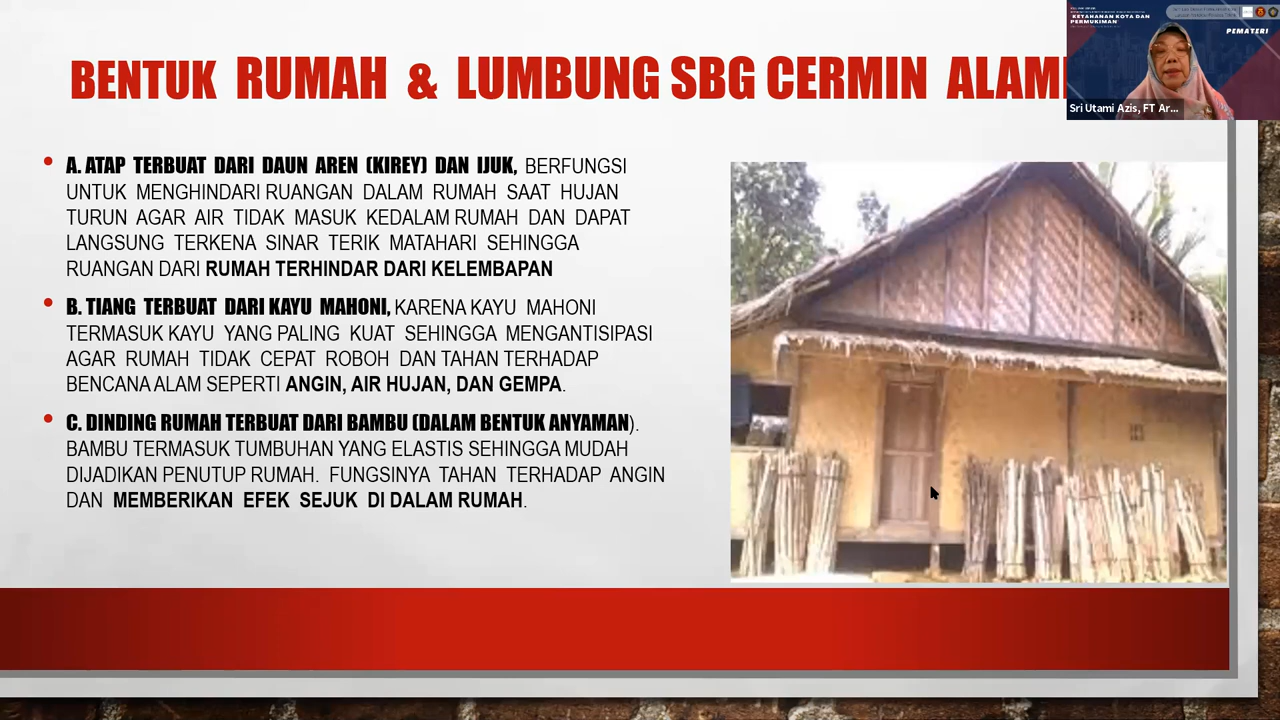 BENTUK RUMAH & LUMBUNG SBG CERMIN ALAM
A. ATAP TERBUAT DARI DAUN AREN (KIREY) DAN IJUK, BERFUNGSI
UNTUK MENGHINDARI RUANGAN DALAM RUMAH SAAT HUJAN
TURUN AGAR AIR TIDAK MASUK KEDALAM RUMAH DAN DAPAT
LANGSUNG TERKENA SINAR TERIK MATAHARI SEHINGGA
RUANGAN DARI RUMAH TERHINDAR DARI KELEMBAPAN
B. TIANG TERBUAT DARI KAYU MAHONI, KARENA KAYU MAHONI
TERMASUK KAYU YANG PALING KUAT SEHINGGA MENGANTISIPASI
AGAR RUMAH TIDAK CEPAT ROBOH DAN TAHAN TERHADAP
BENCANA ALAM SEPERTI ANGIN, AIR HUJAN, DAN GEMPA.
C. DINDING RUMAH TERBUAT DARI BAMBU (DALAM BENTUK ANYAMAN).
BAMBU TERMASUK TUMBUHAN YANG ELASTIS SEHINGGA MUDAH
DIJADIKAN PENUTUP RUMAH. FUNGSINYA TAHAN TERHADAP ANGIN
DAN MEMBERIKAN EFEK SEJUK DI DALAM RUMAH.
KETAHANAN KOTA DAN
PERMUKIMAN
PEMATERI
Sri Utami Azis, FT Ar...